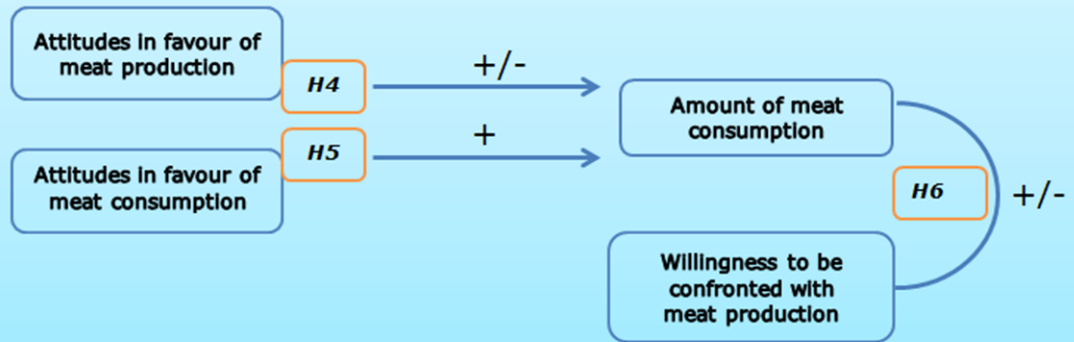 Attitudes in favour of
meat production
H4
+/-
Amount of meat
consumption
H5
+
Attitudes in favour of
meat consumption
H6
+/-
Willingness to be
confronted with
meat production